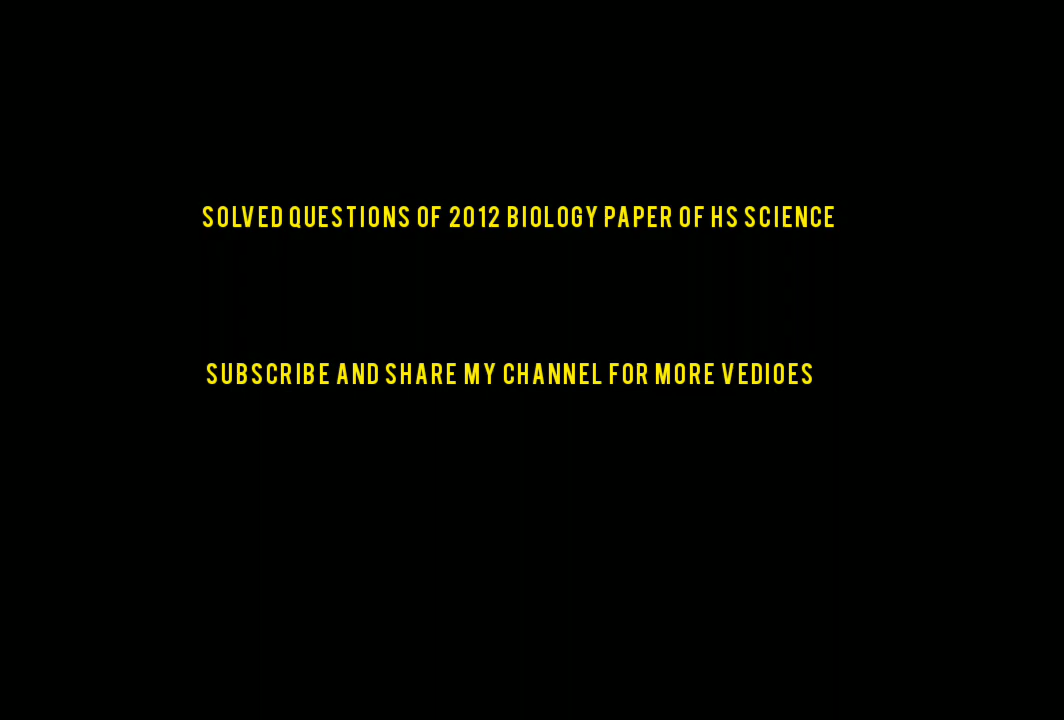 SOLVED QUESTIONS OF 2012 BIOLOGY PAPER OF HS SCIENCE
SUBSCRIBE AND SHARE MY CHANNEL FOR MORE VEDIOES